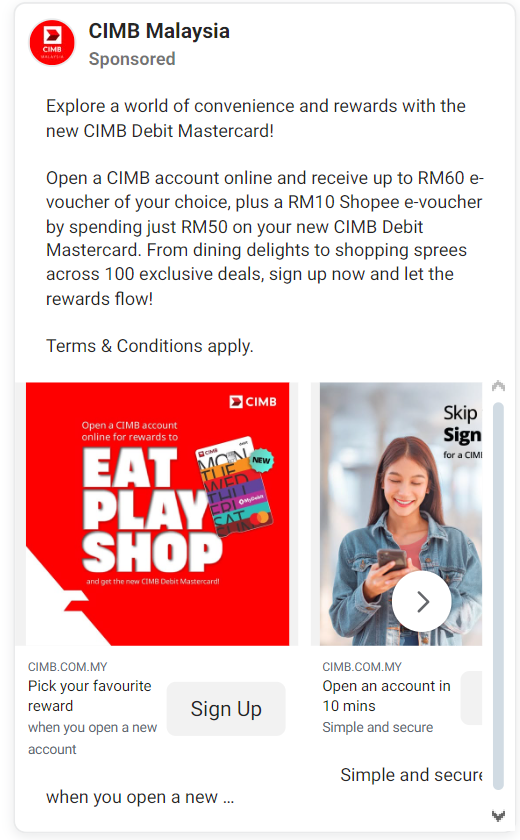 CIMB Malaysia
CIMB
MALAYSIA
Sponsored
Explore a world of convenience and rewards with the
new CIMB Debit Mastercard!
Open a CIMB account online and receive up to RM60 e-
voucher of your choice, plus a RM10 Shopee e-voucher
by spending just RM50 on your new CIMB Debit
Mastercard. From dining delights to shopping sprees
across 100 exclusive deals, sign up now and let the
rewards flow!
Terms & Conditions apply.
CIMB
Open a CIMB account
online for rewards to
EAT
PLAY
SHOP
and get the new CIMB Debit Mastercard!
CIMB
debit
NEW
MON
TUE
WED
THU
FRI
SAT
MyDebit
Skip
Sign
for a CIM
CIMB.COM.MY
Pick your favourite
reward
when you open a new
account
Sign Up
when you open a new ...
CIMB.COM.MY
Open an account in
10 mins
Simple and secure
Simple and secure